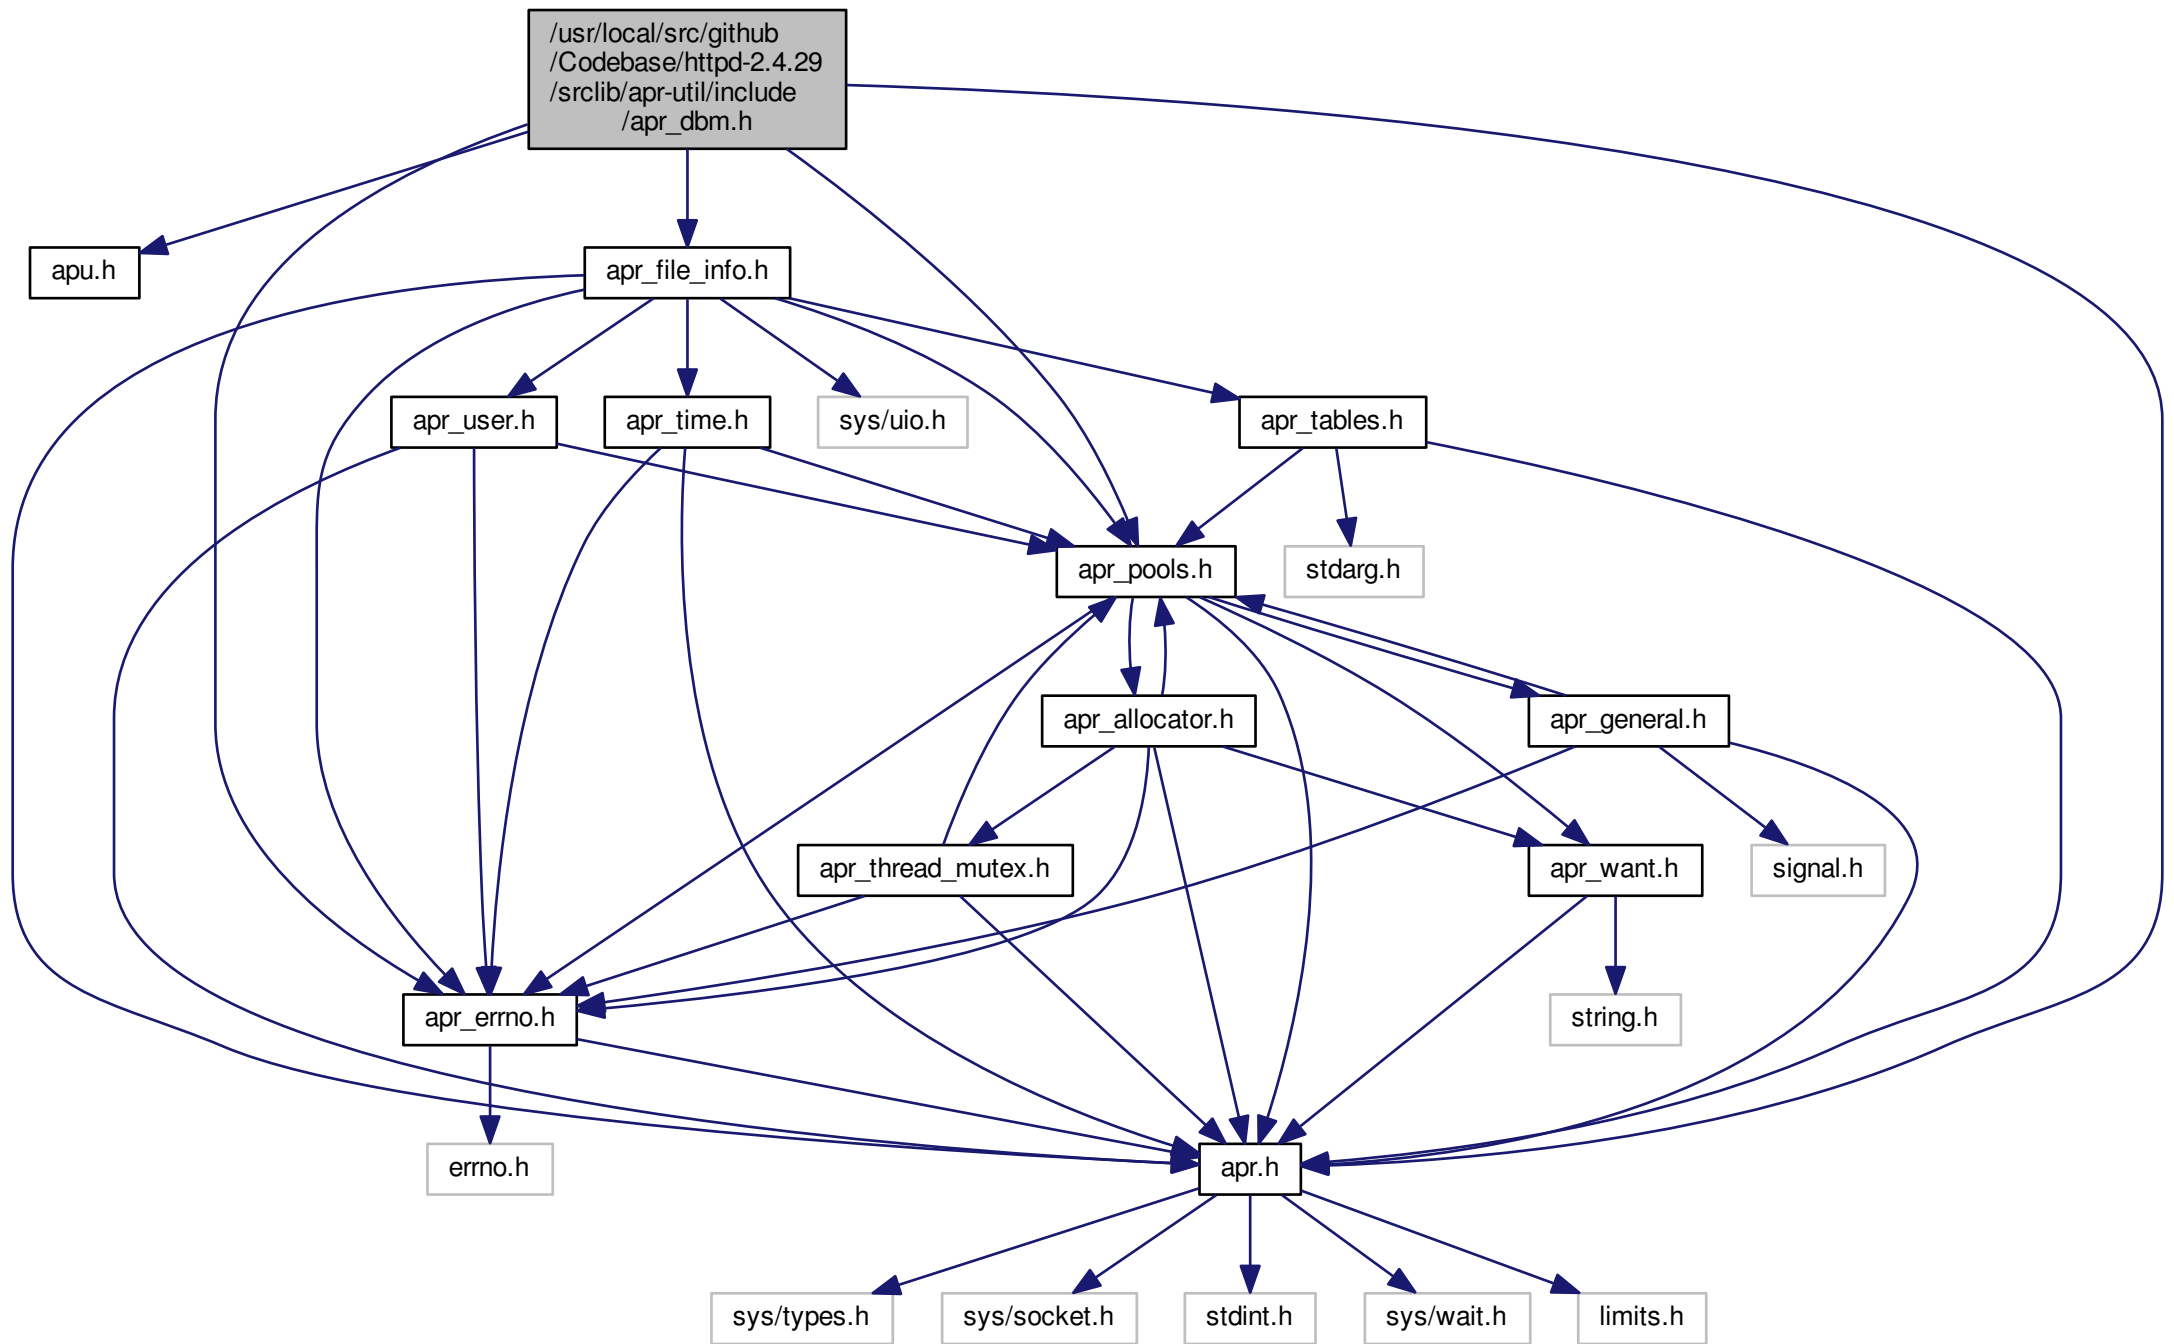 /usr/local/src/github
/Codebase/httpd-2.4.29
/srclib/apr-util/include
/apr_dbm.h
apu.h
apr_file_info.h
apr_user.h
apr_time.h
sys/uio.h
apr_tables.h
apr_pools.h
stdarg.h
apr_allocator.h
apr_general.h
apr_thread_mutex.h
apr_want.h
signal.h
apr_errno.h
string.h
errno.h
apr.h
sys/types.h
sys/socket.h
stdint.h
sys/wait.h
limits.h